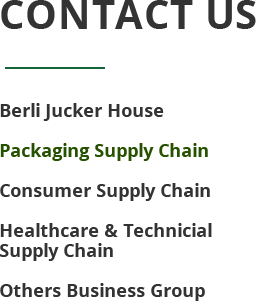 CONTACT US
Berli Jucker House
Packaging Supply Chain
Consumer Supply Chain
Healthcare & Technicial
Supply Chain
Others Business Group